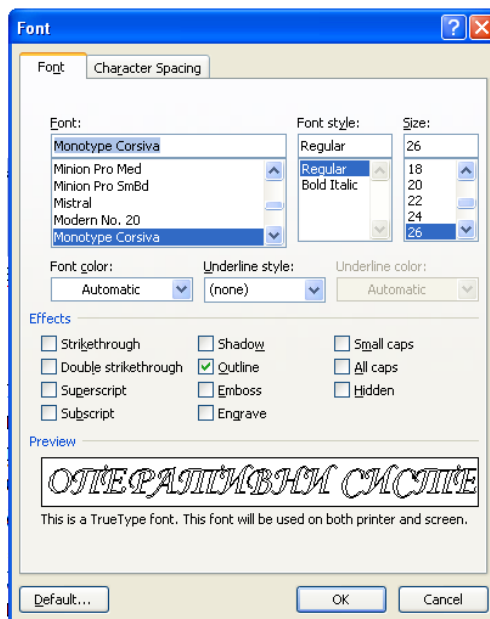 Font
Font Character Spacing
Font: Font style: Size:
Monotype Corsiva Regular 26
Minion Pro Med Regular 18
Minion Pro SmBd Bold Italic 20
Mistral 22
Modern No. 20 24
Monotype Corsiva 26
Font color: Underline style: Underline color:
Automatic (none) Automatic
Effects
Strikethrough Shadow Small caps
Double strikethrough Outline All caps
Superscript Emboss Hidden
Subscript Engrave
Preview
ОПЕРАТИВНИ СИСТЕ
This is a TrueType font. This font will be used on both printer and screen.
Default... OK Cancel